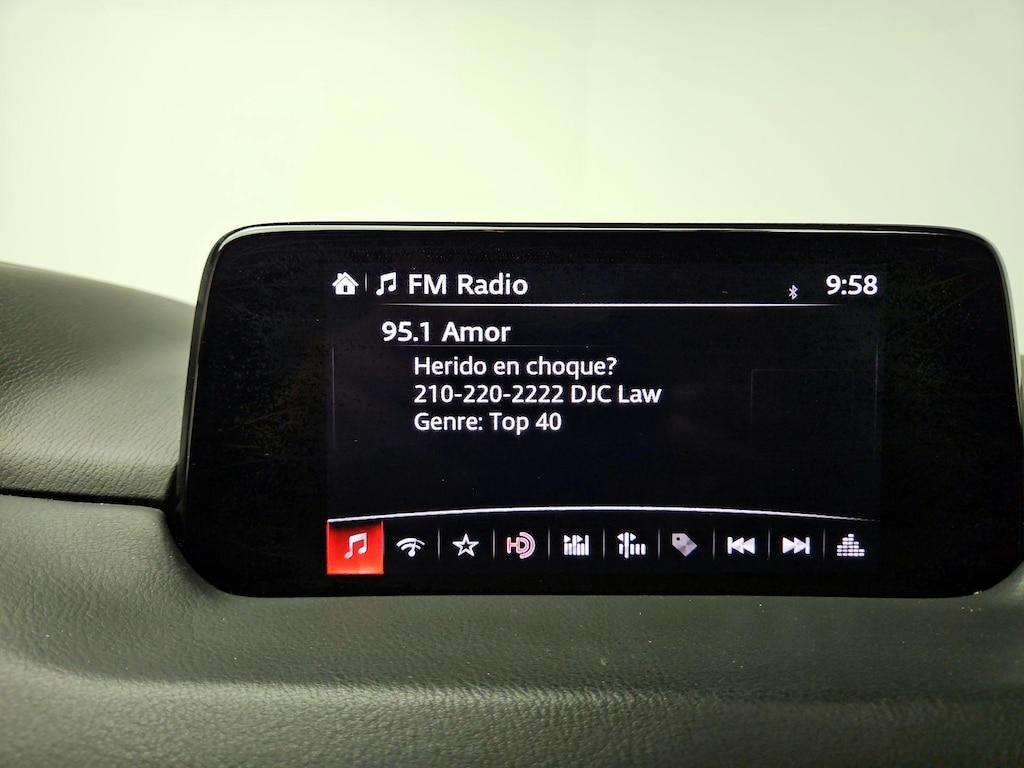 FM Radio
9:58
95.1 Amor
Herido en choque?
210-220-2222 DJC Law
Genre: Top 40
HD